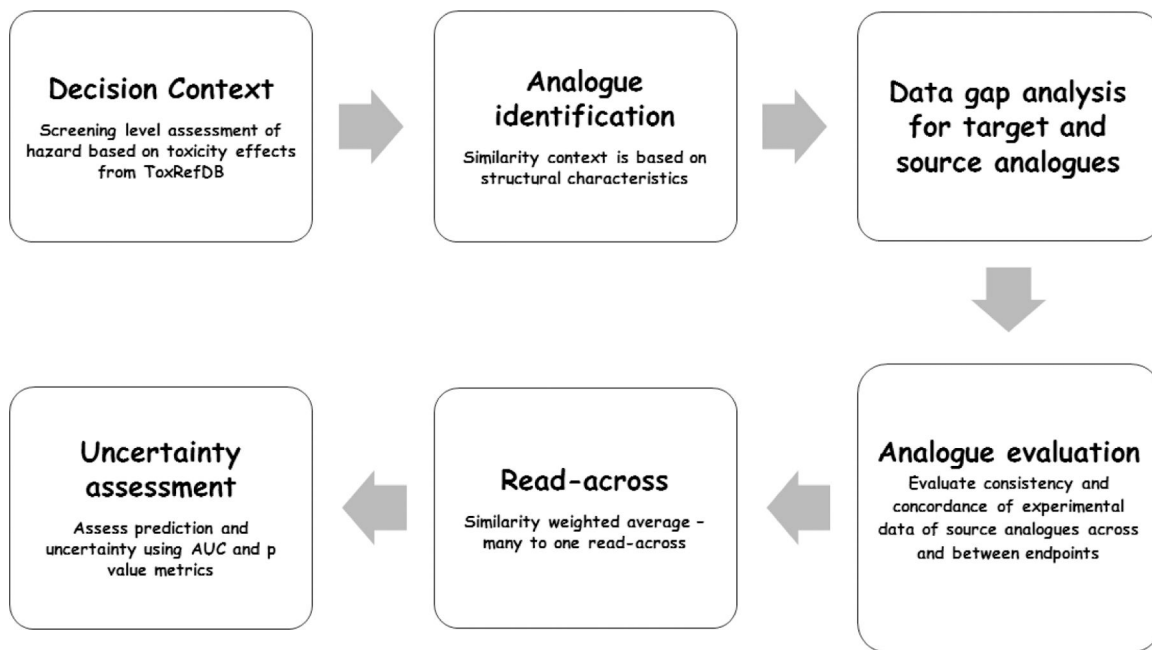 Decision Context
Screening level assessment of
hazard based on toxicity effects
from ToxRefDB
Analogue
identification
Similarity context is based on
structural characteristics
Data gap analysis
for target and
source analogues
Analogue evaluation
Evaluate consistency and
concordance of experimental
data of source analogues across
and between endpoints
Read-across
Similarity weighted average –
many to one read-across
Uncertainty
assessment
Assess prediction and
uncertainty using AUC and p
value metrics